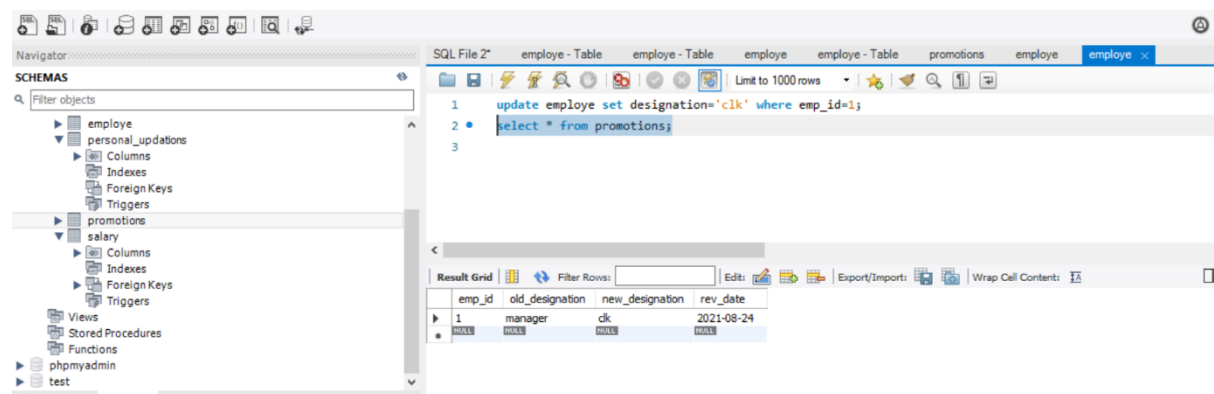 Navigator
SCHEMAS
Filter objects
employe
personal_updations
Columns
Indexes
Foreign Keys
Triggers
promotions
salary
Columns
Indexes
Foreign Keys
Triggers
Views
Stored Procedures
Functions
phpmyadmin
test
SQL File 2* employe - Table employe - Table employe employe - Table promotions employe employe
Limit to 1000 rows
1 update employe set designation='clk' where emp_id=1;
2 select * from promotions;
3
Result Grid Filter Rows: Edit: Export/Import: Wrap Cell Content:
emp_id old_designation new_designation rev_date
1 manager clk 2021-08-24
NULL NULL NULL NULL